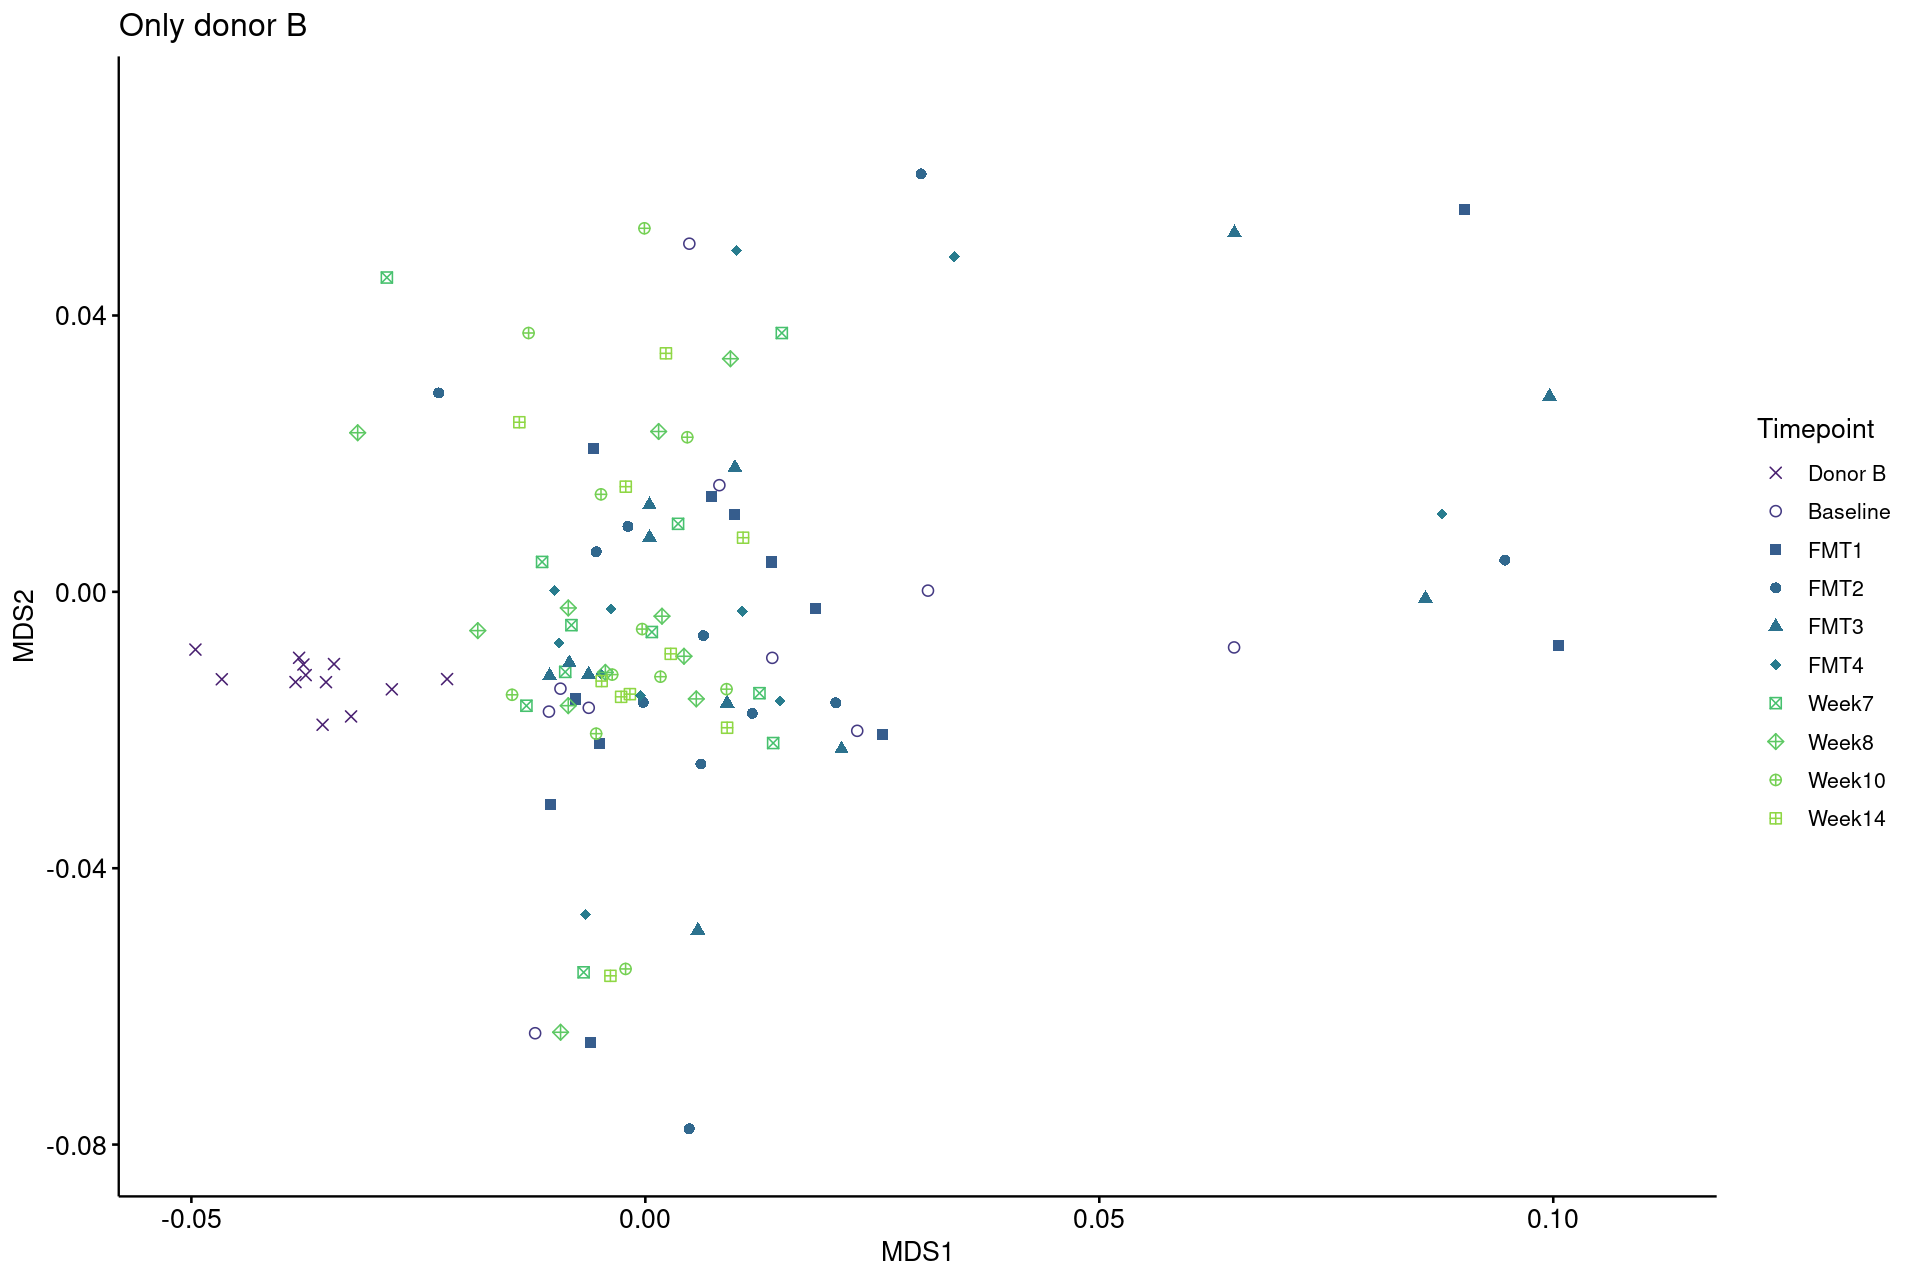 Only donor B
0.04
0.00
-0.04
-0.08
MDS2
-0.05
0.00
0.05
0.10
MDS1
Timepoint
Donor B
Baseline
FMT1
FMT2
FMT3
FMT4
Week7
Week8
Week10
Week14